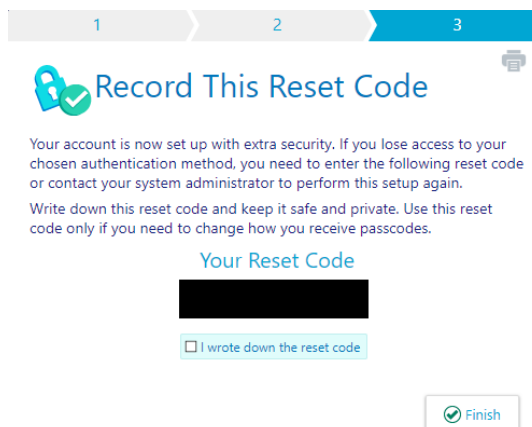 1 2 3
Record This Reset Code
Your account is now set up with extra security. If you lose access to your
chosen authentication method, you need to enter the following reset code
or contact your system administrator to perform this setup again.
Write down this reset code and keep it safe and private. Use this reset
code only if you need to change how you receive passcodes.
Your Reset Code
I wrote down the reset code
Finish